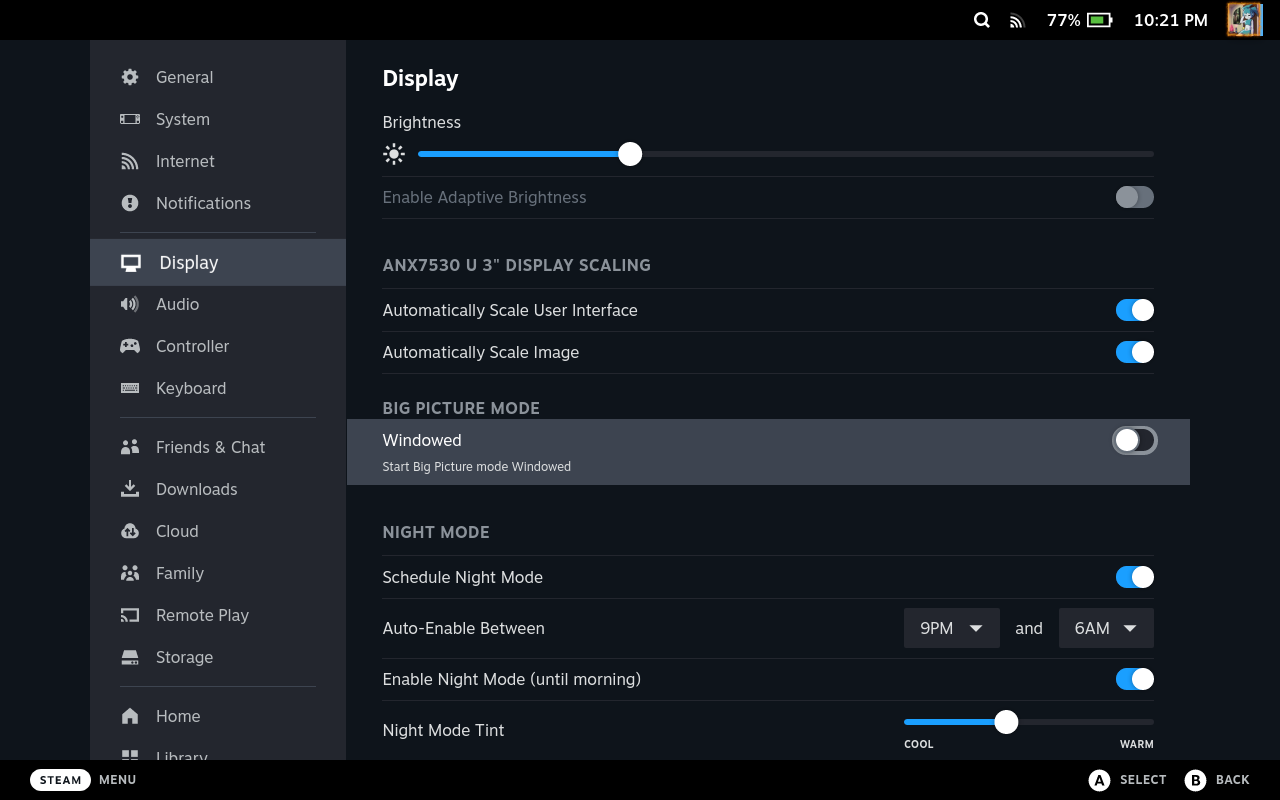 77% 10:21 PM
General
System
Internet
Notifications
Display
Audio
Controller
Keyboard
Friends & Chat
Downloads
Cloud
Family
Remote Play
Storage
Home
Library
Display
Brightness
Enable Adaptive Brightness
ANX7530 U 3" DISPLAY SCALING
Automatically Scale User Interface
Automatically Scale Image
BIG PICTURE MODE
Windowed
Start Big Picture mode Windowed
NIGHT MODE
Schedule Night Mode
Auto-Enable Between 9PM and 6AM
Enable Night Mode (until morning)
Night Mode Tint
COOL WARM
STEAM MENU A SELECT B BACK